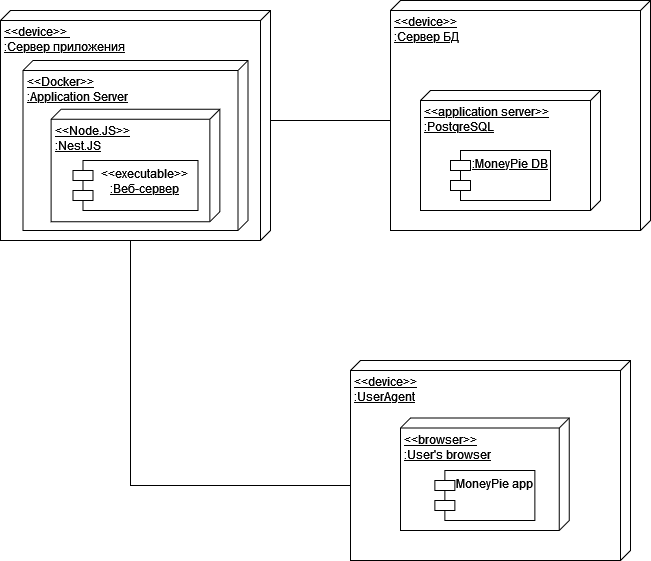 <<device>>
:Сервер приложения
<<Docker>>
:Application Server
<<Node.JS>>
:Nest.JS
<<executable>>
:Веб-сервер
<<device>>
:Сервер БД
<<application server>>
:PostgreSQL
:MoneyPie DB
<<device>>
:UserAgent
<<browser>>
:User's browser
MoneyPie app